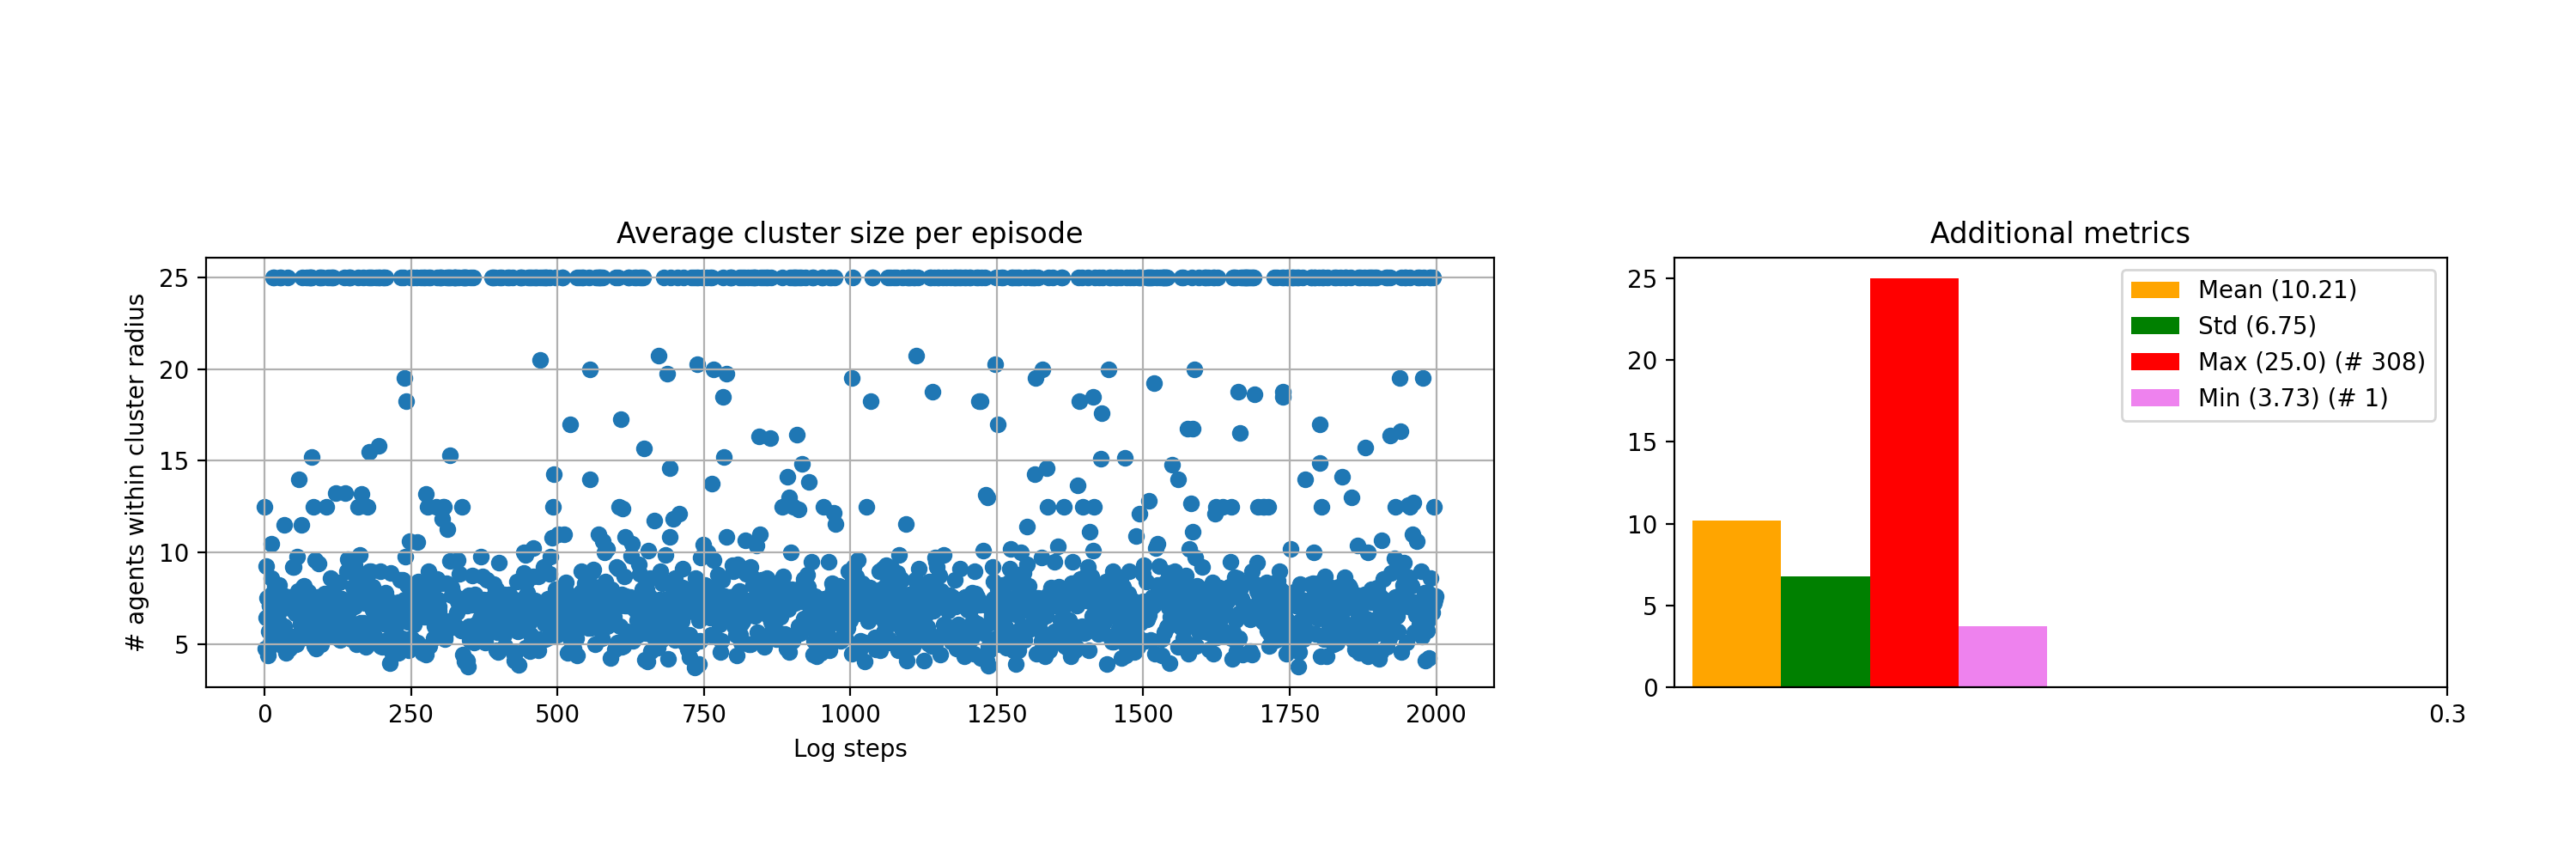 Average cluster size per episode
# agents within cluster radius
25
20
15
10
5
0
250
500
750
1000
1250
1500
1750
2000
Log steps
Additional metrics
25
20
15
10
5
0
Mean (10.21)
Std (6.75)
Max (25.0) (# 308)
Min (3.73) (# 1)
0.3